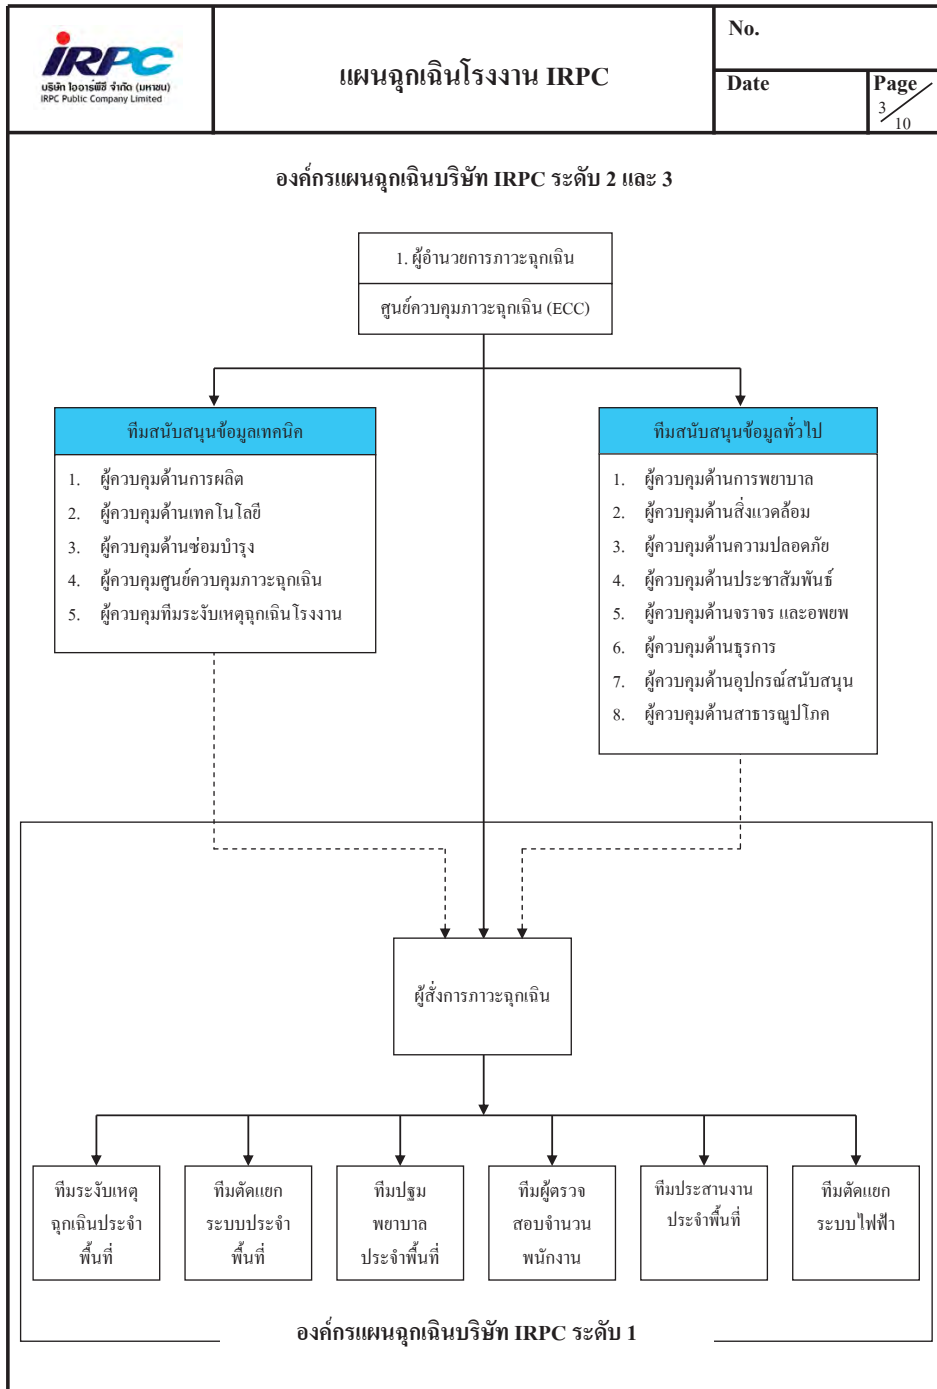 IRPC
บริษัท ไออาร์พีซี จำกัด (มหาชน)
IRPC Public Company Limited
แผนฉุกเฉินโรงงาน IRPC
No.
Date
Page
3/10
องค์กรแผนฉุกเฉินบริษัท IRPC ระดับ 2 และ 3
1. ผู้อำนวยการภาวะฉุกเฉิน
ศูนย์ควบคุมภาวะฉุกเฉิน (ECC)
ทีมสนับสนุนข้อมูลเทคนิค
1. ผู้ควบคุมด้านการผลิต
2. ผู้ควบคุมด้านเทคโนโลยี
3. ผู้ควบคุมด้านซ่อมบำรุง
4. ผู้ควบคุมศูนย์ควบคุมภาวะฉุกเฉิน
5. ผู้ควบคุมทีมระงับเหตุฉุกเฉินโรงงาน
ทีมสนับสนุนข้อมูลทั่วไป
1. ผู้ควบคุมด้านการพยาบาล
2. ผู้ควบคุมด้านสิ่งแวดล้อม
3. ผู้ควบคุมด้านความปลอดภัย
4. ผู้ควบคุมด้านประชาสัมพันธ์
5. ผู้ควบคุมด้านจราจร และอพยพ
6. ผู้ควบคุมด้านธุรการ
7. ผู้ควบคุมด้านอุปกรณ์สนับสนุน
8. ผู้ควบคุมด้านสาธารณูปโภค
ผู้สั่งการภาวะฉุกเฉิน
ทีมระงับเหตุ
ฉุกเฉินประจำ
พื้นที่
ทีมตัดแยก
ระบบประจำ
พื้นที่
ทีมปฐม
พยาบาล
ประจำพื้นที่
ทีมผู้ตรวจ
สอบจำนวน
พนักงาน
ทีมประสานงาน
ประจำพื้นที่
ทีมตัดแยก
ระบบไฟฟ้า
องค์กรแผนฉุกเฉินบริษัท IRPC ระดับ 1